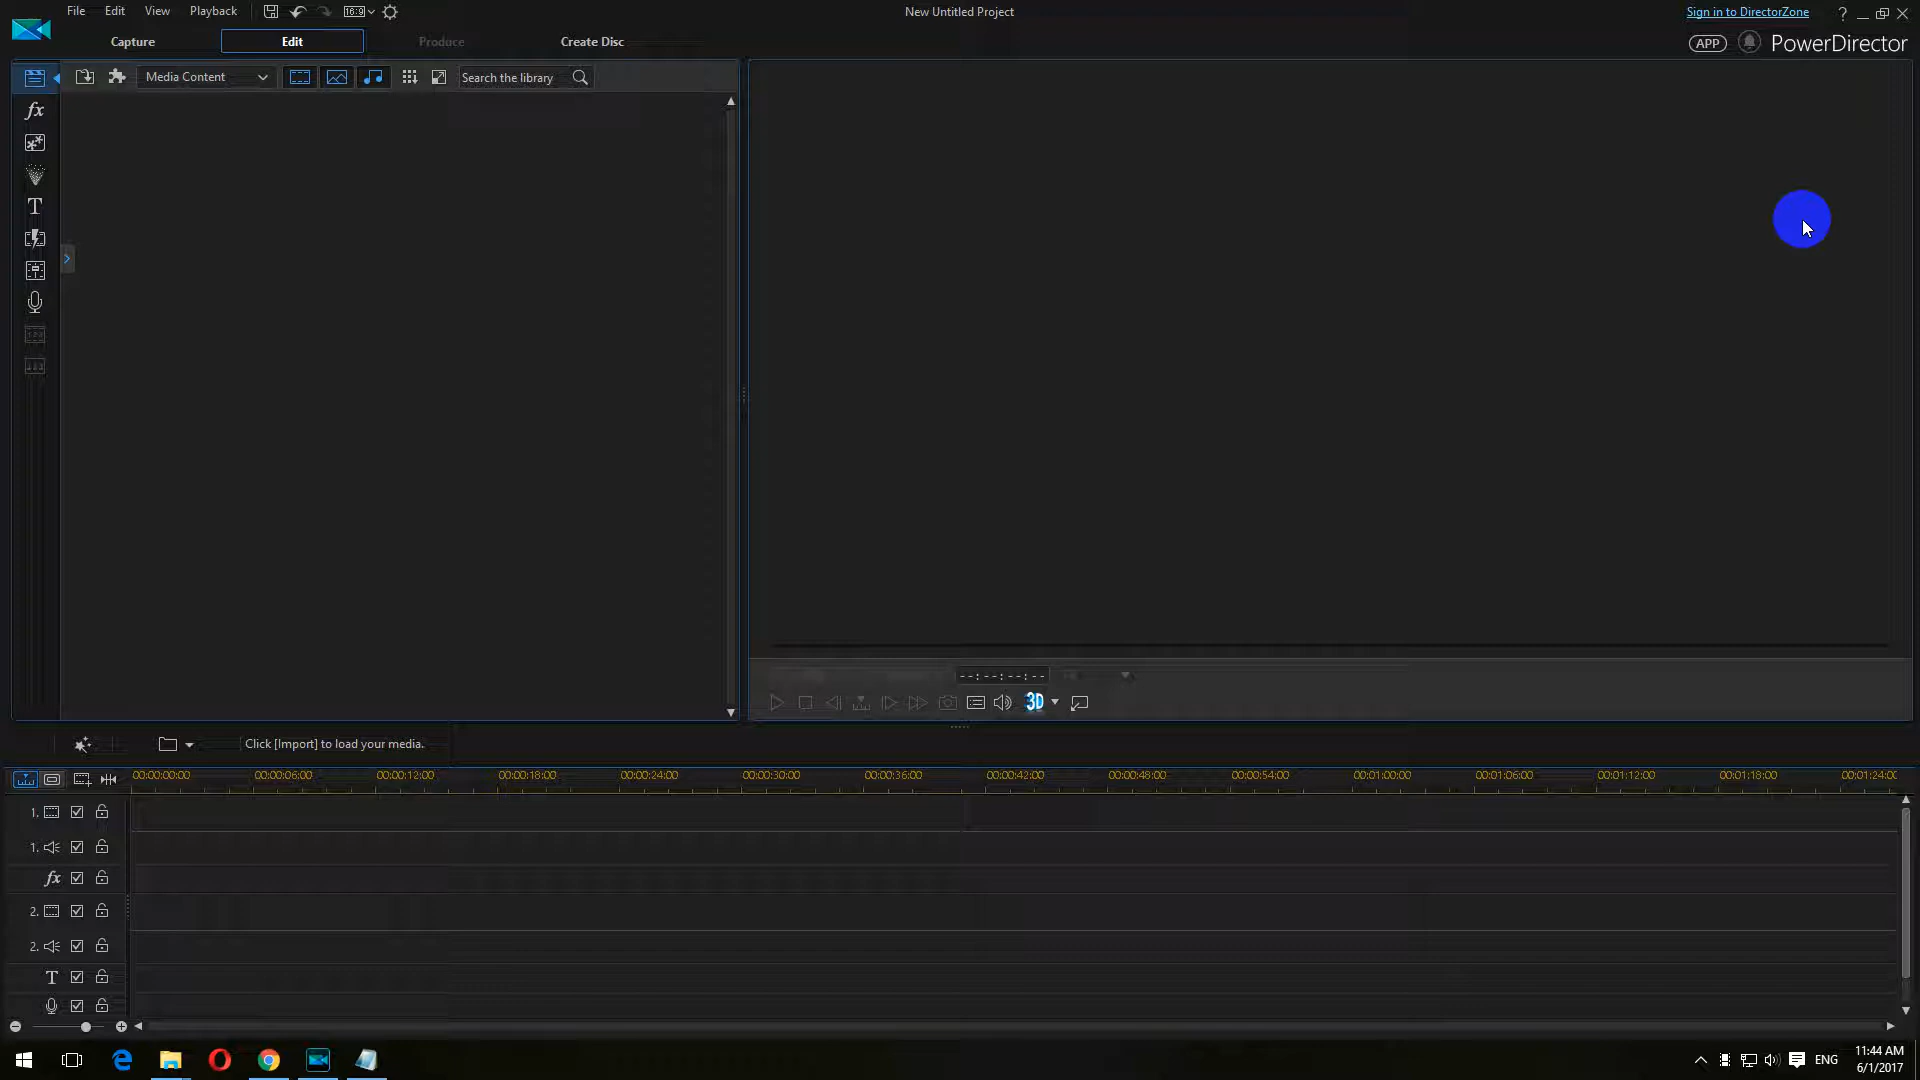 File Edit View Playback 16:9 New Untitled Project Sign in to DirectorZone ?
Capture Edit Produce Create Disc APP PowerDirector
Media Content Search the library
fx
T
--:--:--:--
3D
Click [Import] to load your media.
00:00:00:00 00:00:06:00 00:00:12:00 00:00:18:00 00:00:24:00 00:00:30:00 00:00:36:00 00:00:42:00 00:00:48:00 00:00:54:00 00:01:00:00 00:01:06:00 00:01:12:00 00:01:18:00 00:01:24:00
1.
1.
fx
2.
2.
T
ENG 11:44 AM
6/1/2017